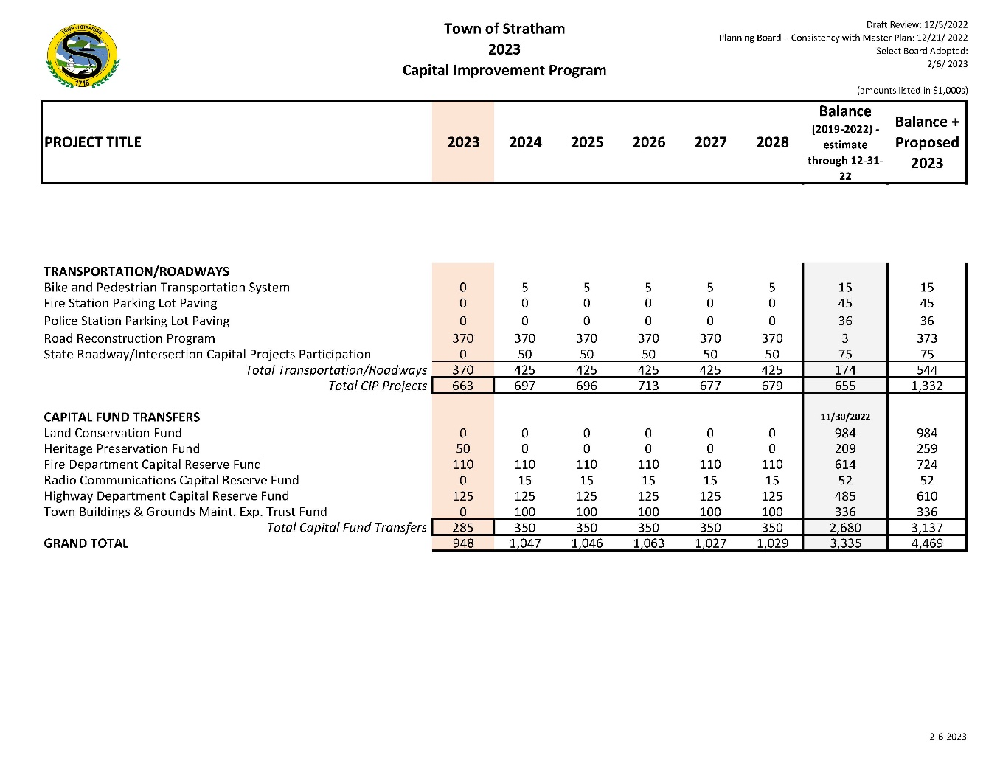 TOWN of STRATHAM
1716
Town of Stratham
2023
Capital Improvement Program
Draft Review: 12/5/2022
Planning Board - Consistency with Master Plan: 12/21/ 2022
Select Board Adopted:
2/6/ 2023
(amounts listed in $1,000s)
PROJECT TITLE 2023 2024 2025 2026 2027 2028 Balance (2019-2022) - estimate through 12-31-22 Balance + Proposed 2023
TRANSPORTATION/ROADWAYS
Bike and Pedestrian Transportation System 0 5 5 5 5 5 15 15
Fire Station Parking Lot Paving 0 0 0 0 0 0 45 45
Police Station Parking Lot Paving 0 0 0 0 0 0 36 36
Road Reconstruction Program 370 370 370 370 370 370 3 373
State Roadway/Intersection Capital Projects Participation 0 50 50 50 50 50 75 75
Total Transportation/Roadways 370 425 425 425 425 425 174 544
Total CIP Projects 663 697 696 713 677 679 655 1,332
CAPITAL FUND TRANSFERS 11/30/2022
Land Conservation Fund 0 0 0 0 0 0 984 984
Heritage Preservation Fund 50 0 0 0 0 0 209 259
Fire Department Capital Reserve Fund 110 110 110 110 110 110 614 724
Radio Communications Capital Reserve Fund 0 15 15 15 15 15 52 52
Highway Department Capital Reserve Fund 125 125 125 125 125 125 485 610
Town Buildings & Grounds Maint. Exp. Trust Fund 0 100 100 100 100 100 336 336
Total Capital Fund Transfers 285 350 350 350 350 350 2,680 3,137
GRAND TOTAL 948 1,047 1,046 1,063 1,027 1,029 3,335 4,469
2-6-2023